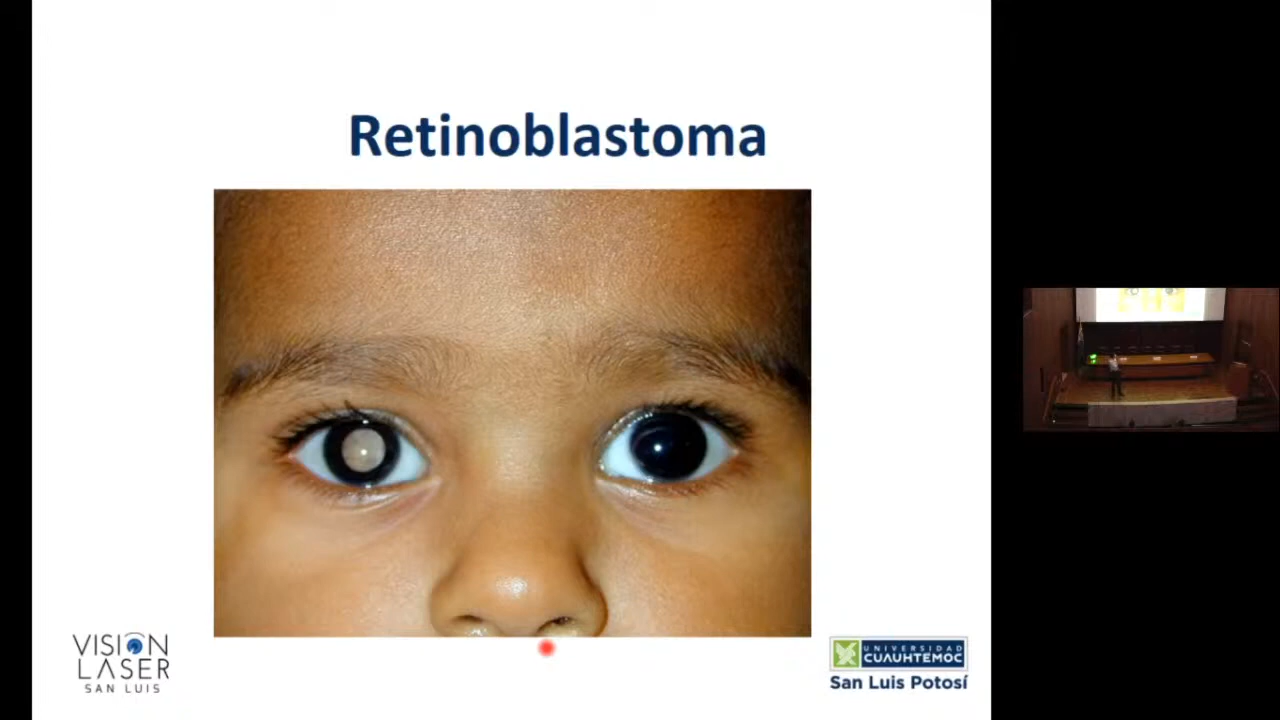 Retinoblastoma
VISION
LASER
SAN LUIS
UNIVERSIDAD
CUAUHTEMOC
San Luis Potosí